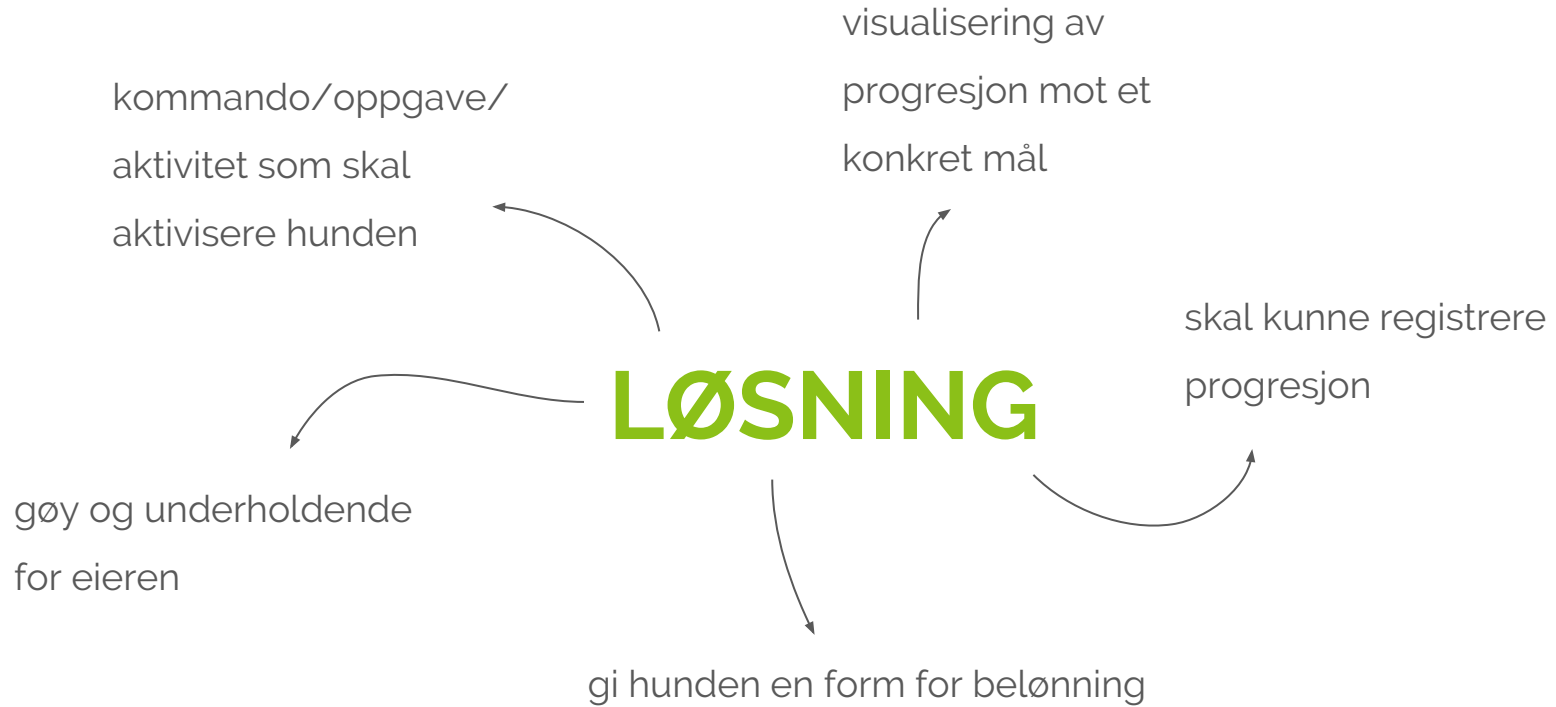 visualisering av
progresjon mot et
konkret mål
kommando/oppgave/
aktivitet som skal
aktivisere hunden
skal kunne registrere
progresjon
LØSNING
gøy og underholdende
for eieren
gi hunden en form for belønning